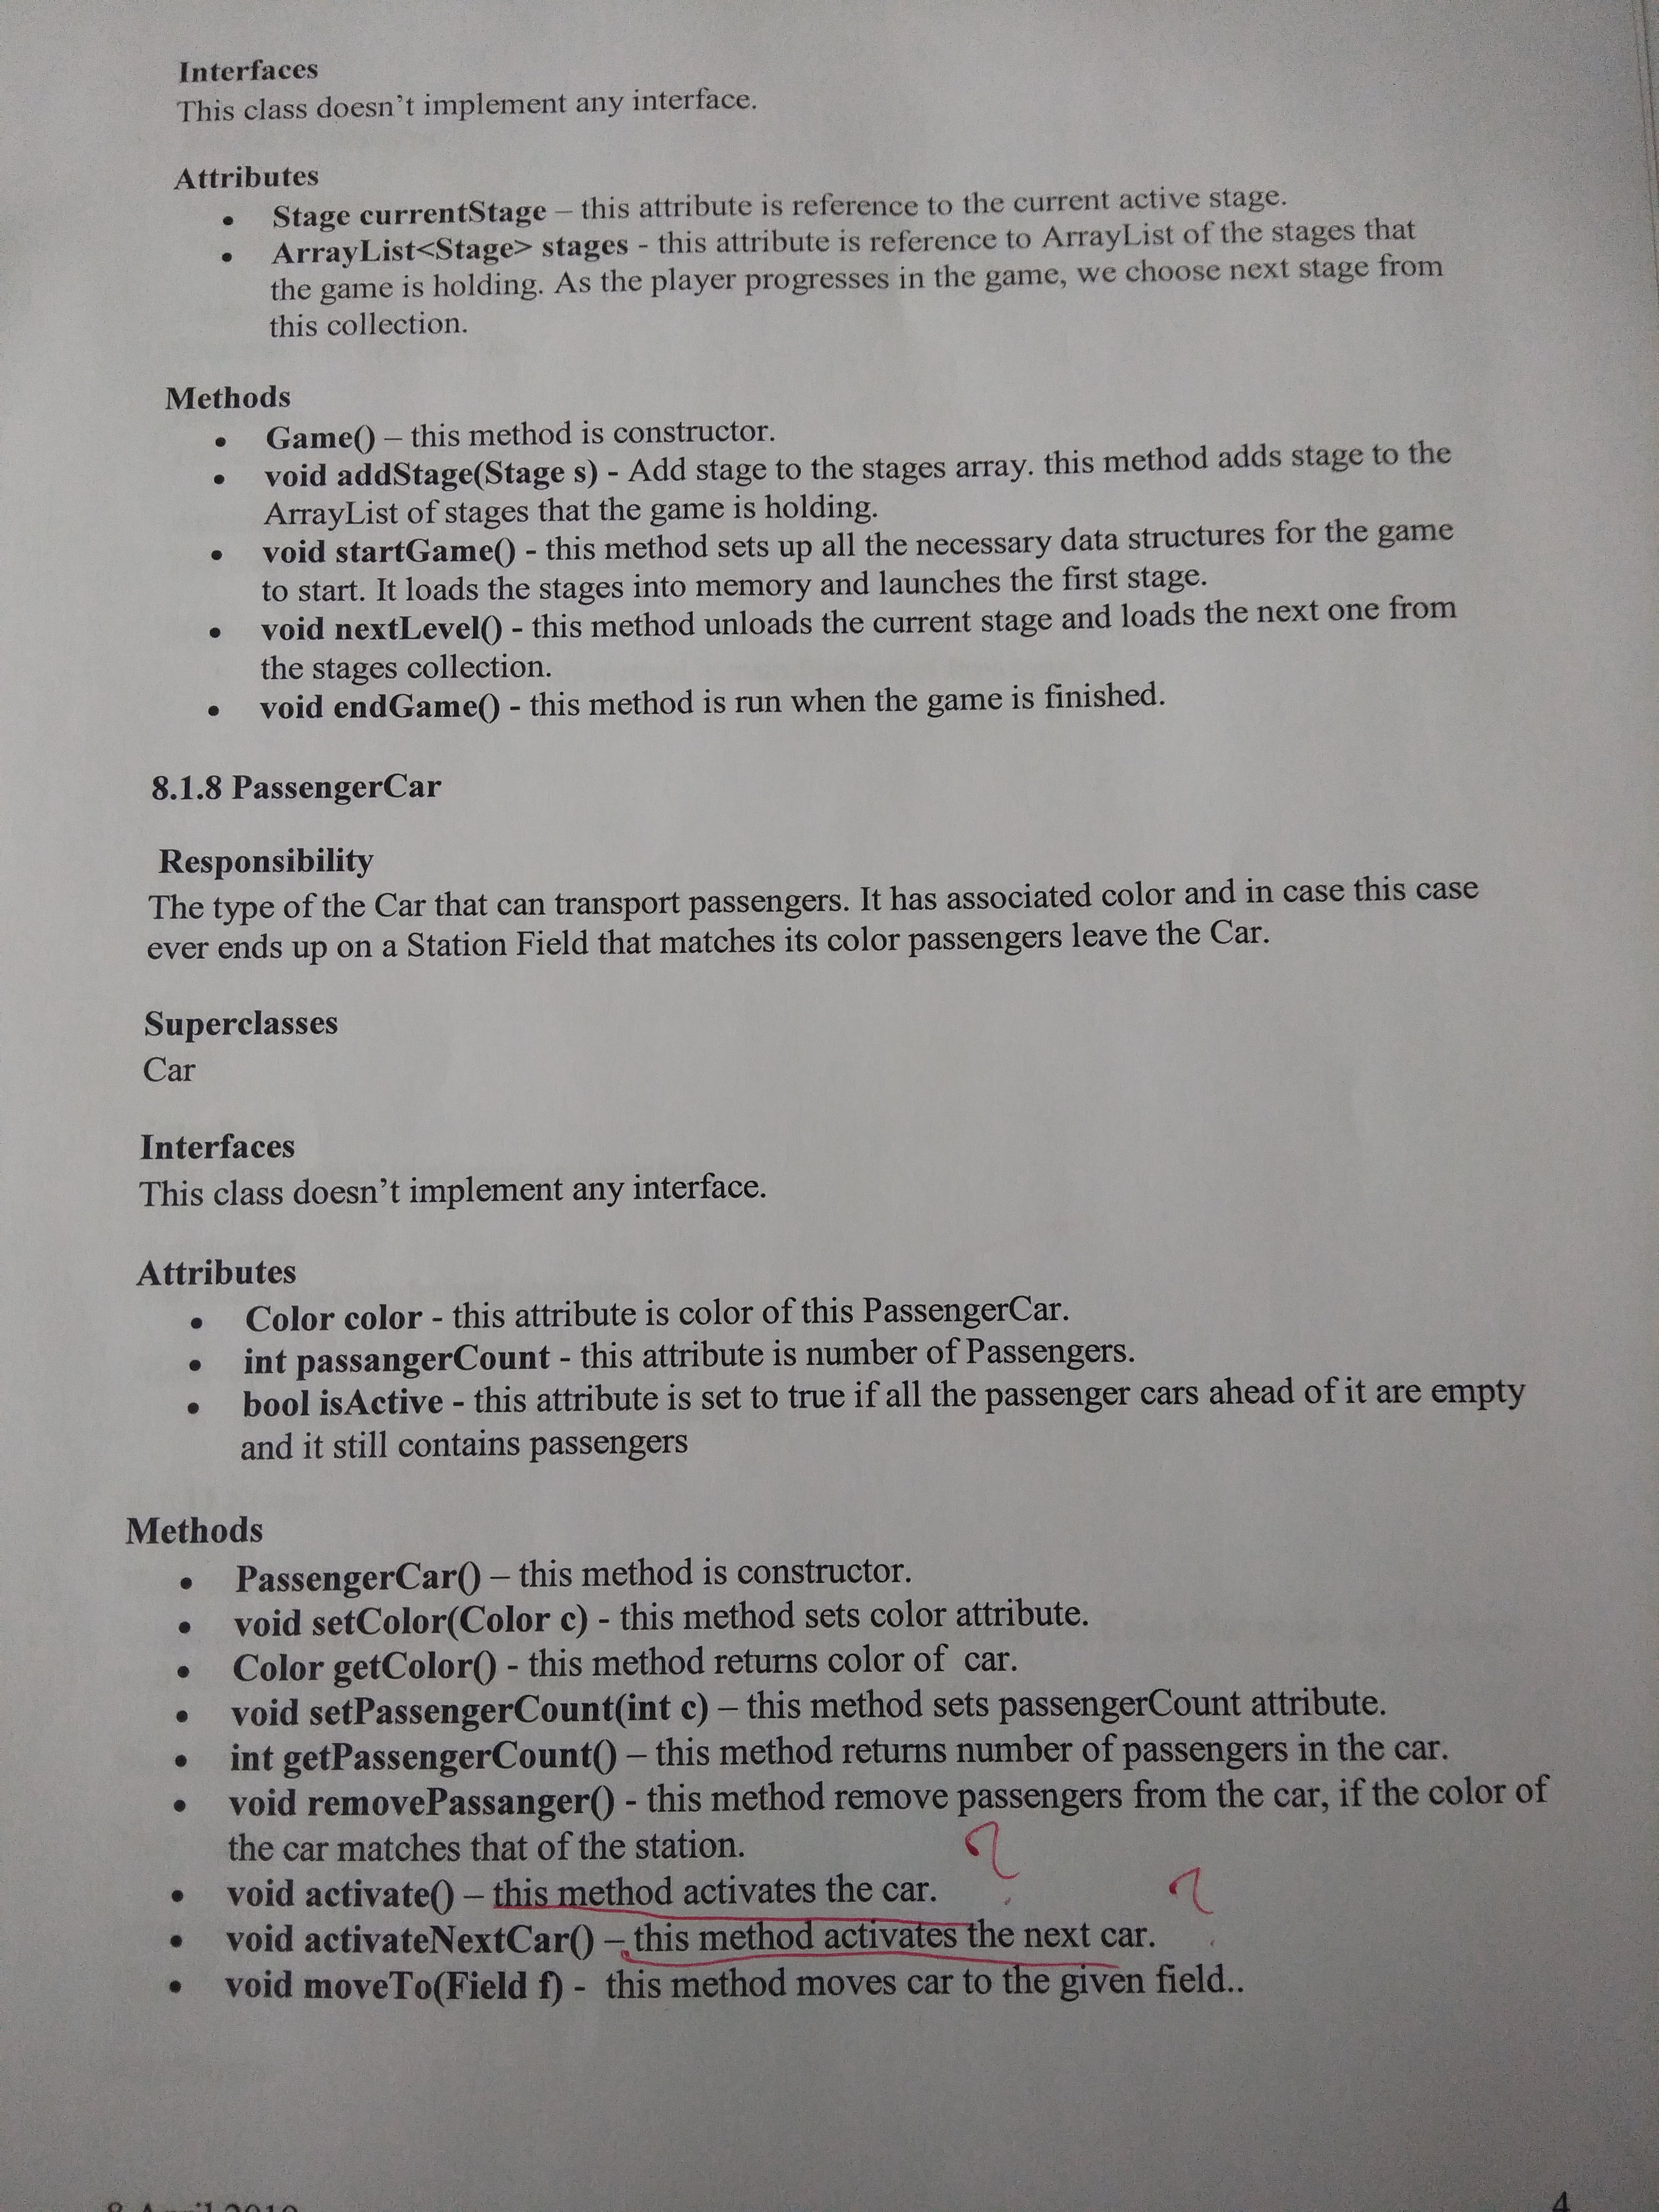 Interfaces
This class doesn’t implement any interface.
Attributes
• Stage currentStage – this attribute is reference to the current active stage.
• ArrayList<Stage> stages - this attribute is reference to ArrayList of the stages that
the game is holding. As the player progresses in the game, we choose next stage from
this collection.
Methods
• Game() – this method is constructor.
• void addStage(Stage s) - Add stage to the stages array. this method adds stage to the
ArrayList of stages that the game is holding.
• void startGame() - this method sets up all the necessary data structures for the game
to start. It loads the stages into memory and launches the first stage.
• void nextLevel() - this method unloads the current stage and loads the next one from
the stages collection.
• void endGame() - this method is run when the game is finished.
8.1.8 PassengerCar
Responsibility
The type of the Car that can transport passengers. It has associated color and in case this case
ever ends up on a Station Field that matches its color passengers leave the Car.
Superclasses
Car
Interfaces
This class doesn’t implement any interface.
Attributes
• Color color - this attribute is color of this PassengerCar.
• int passangerCount - this attribute is number of Passengers.
• bool isActive - this attribute is set to true if all the passenger cars ahead of it are empty
and it still contains passengers
Methods
• PassengerCar() – this method is constructor.
• void setColor(Color c) - this method sets color attribute.
• Color getColor() - this method returns color of car.
• void setPassengerCount(int c) – this method sets passengerCount attribute.
• int getPassengerCount() – this method returns number of passengers in the car.
• void removePassanger() - this method remove passengers from the car, if the color of
the car matches that of the station.
• void activate() – this method activates the car. ?
• void activateNextCar() – this method activates the next car. ?
• void moveTo(Field f) - this method moves car to the given field..
8 April 2019 4